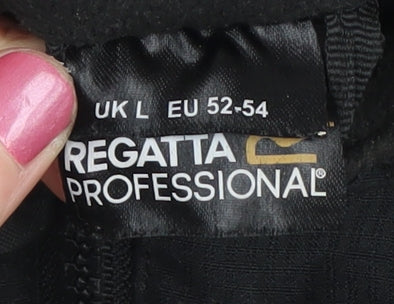 UK L EU 52-54
REGATTA
PROFESSIONAL®